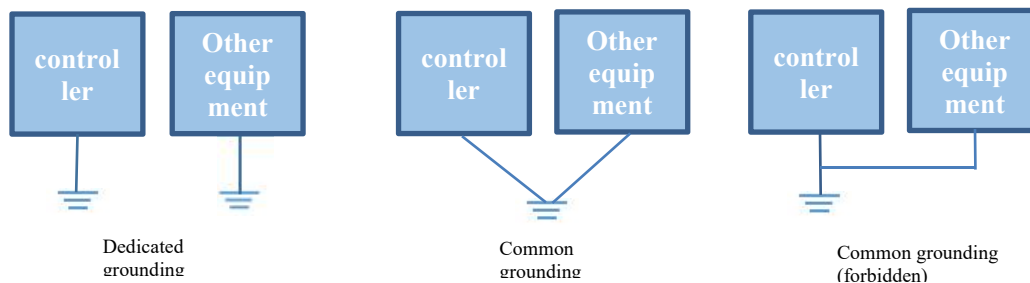 control
ler
Other
equip
ment
control
ler
Other
equip
ment
control
ler
Other
equip
ment
Dedicated
grounding
Common
grounding
Common grounding
(forbidden)